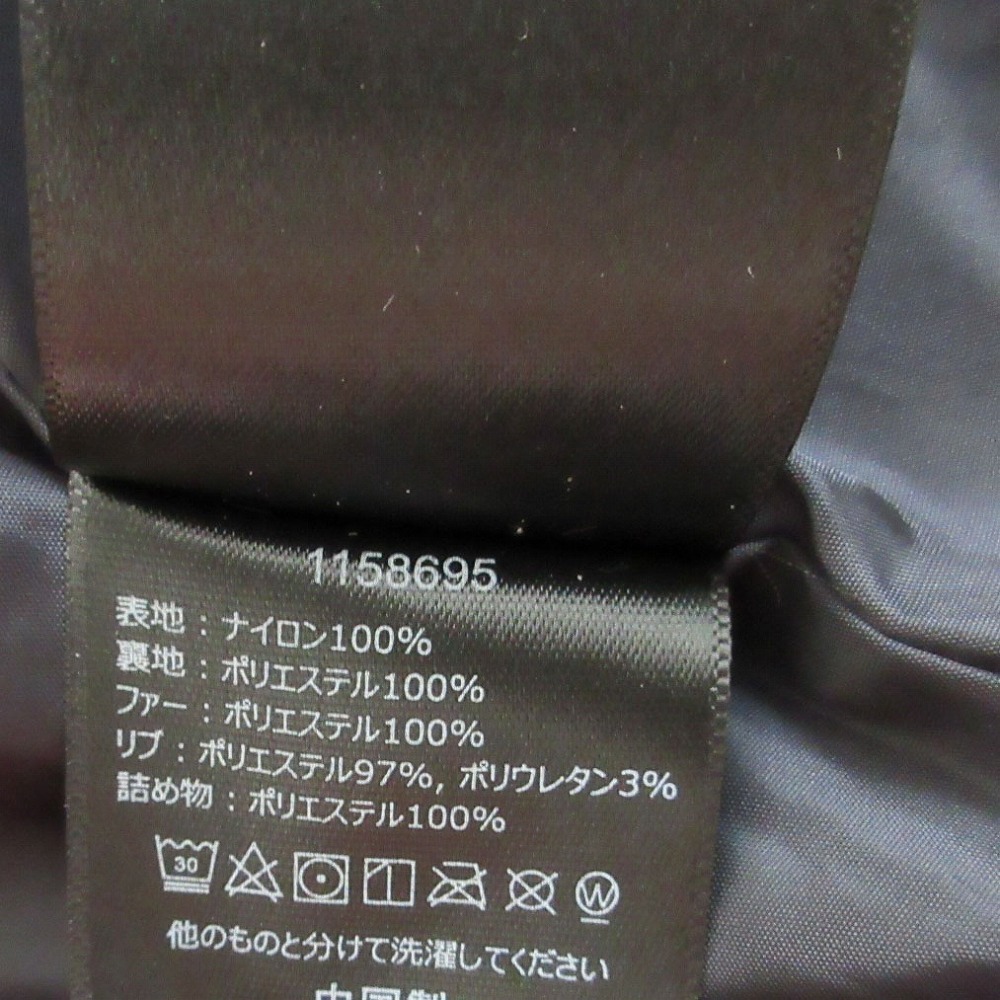 1158695
表地 : ナイロン100%
裏地 : ポリエステル100%
ファー : ポリエステル100%
リブ : ポリエステル97%, ポリウレタン3%
詰め物 : ポリエステル100%
30 W
他のものと分けて洗濯してください
中国製